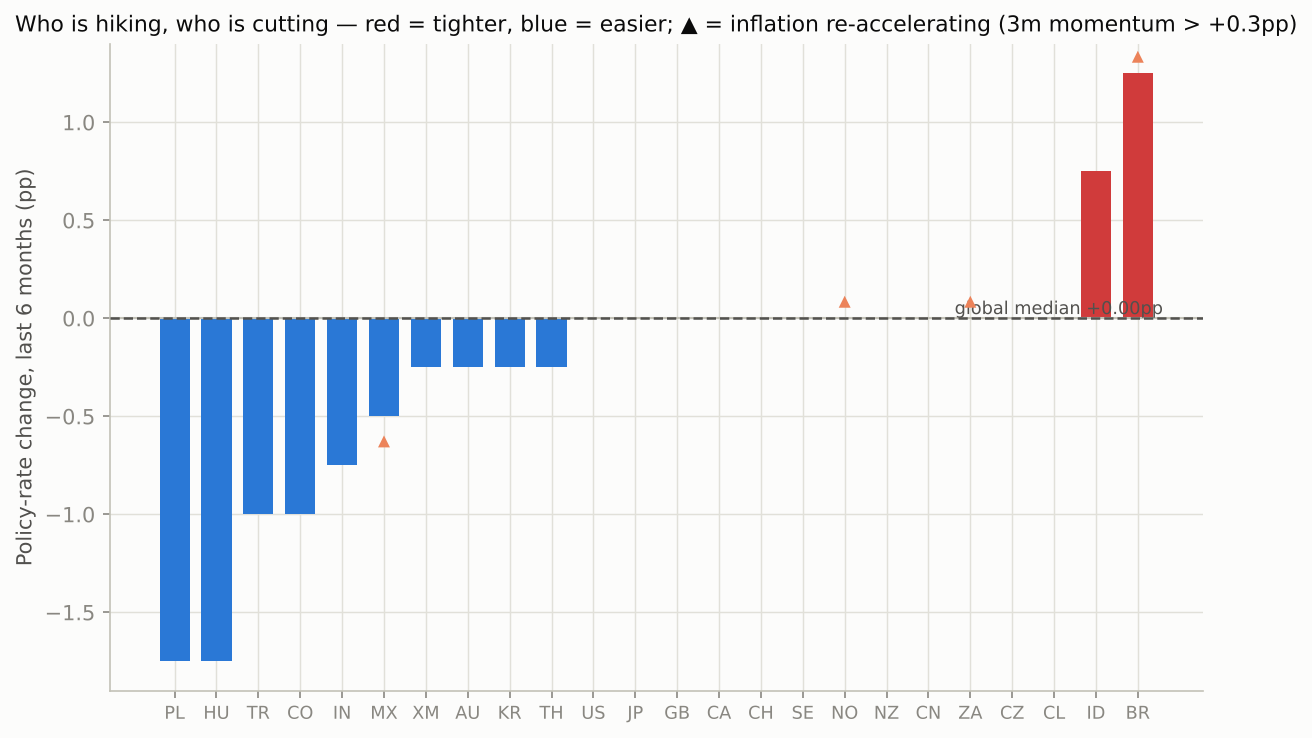 Who is hiking, who is cutting — red = tighter, blue = easier; ▲ = inflation re-accelerating (3m momentum > +0.3pp)
Policy-rate change, last 6 months (pp)
1.0
0.5
0.0
−0.5
−1.0
−1.5
global median +0.00pp
PL HU TR CO IN MX XM AU KR TH US JP GB CA CH SE NO NZ CN ZA CZ CL ID BR